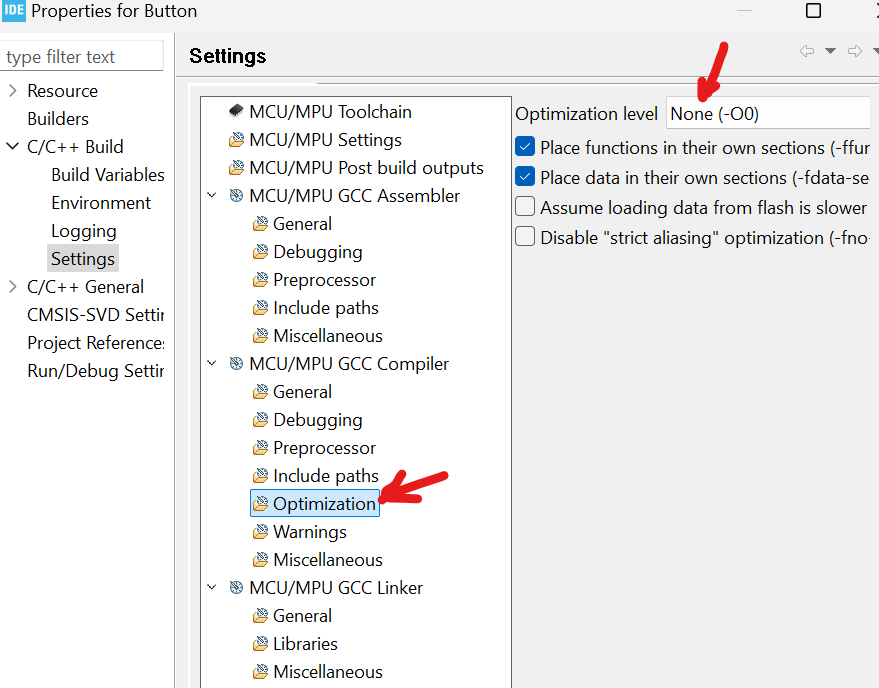 IDE Properties for Button
type filter text
Resource
Builders
C/C++ Build
Build Variables
Environment
Logging
Settings
C/C++ General
CMSIS-SVD Settin
Project References
Run/Debug Settin
Settings
MCU/MPU Toolchain
MCU/MPU Settings
MCU/MPU Post build outputs
MCU/MPU GCC Assembler
General
Debugging
Preprocessor
Include paths
Miscellaneous
MCU/MPU GCC Compiler
General
Debugging
Preprocessor
Include paths
Optimization
Warnings
Miscellaneous
MCU/MPU GCC Linker
General
Libraries
Miscellaneous
Optimization level None (-O0)
Place functions in their own sections (-ffun
Place data in their own sections (-fdata-se
Assume loading data from flash is slower
Disable "strict aliasing" optimization (-fno-